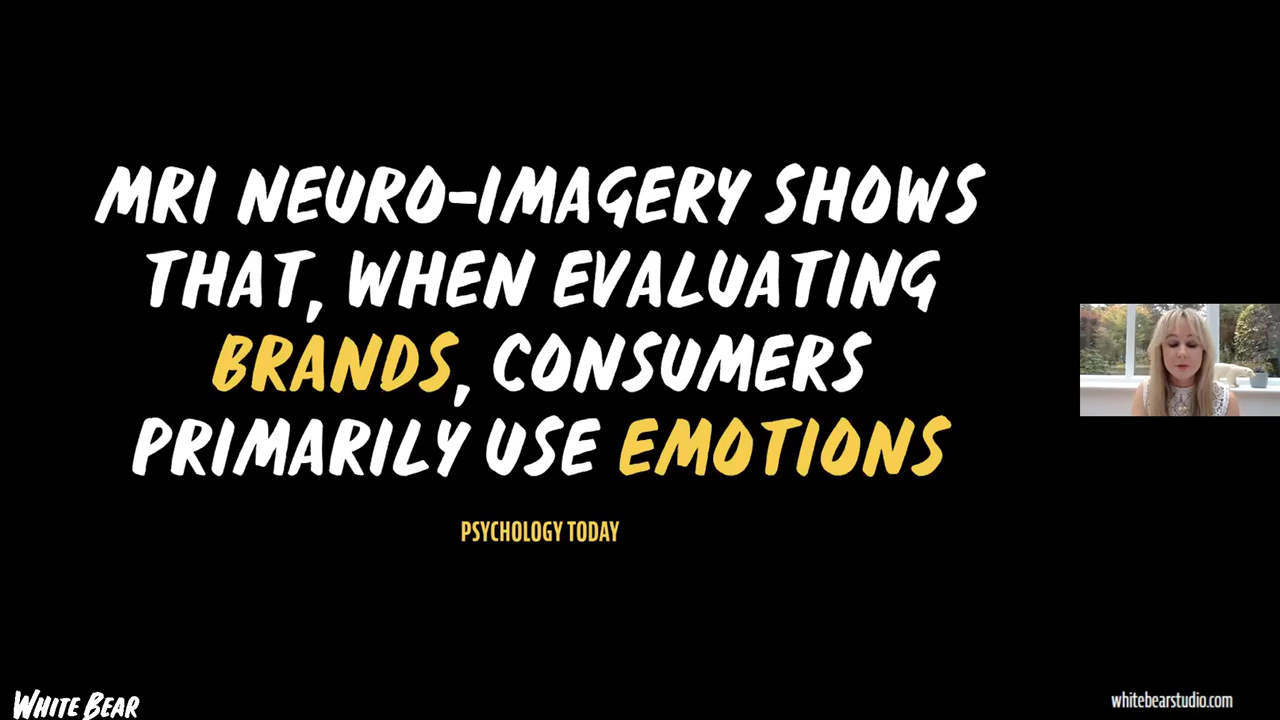 MRI NEURO-IMAGERY SHOWS
THAT, WHEN EVALUATING
BRANDS, CONSUMERS
PRIMARILY USE EMOTIONS
PSYCHOLOGY TODAY
WHITE BEAR
whitebearstudio.com